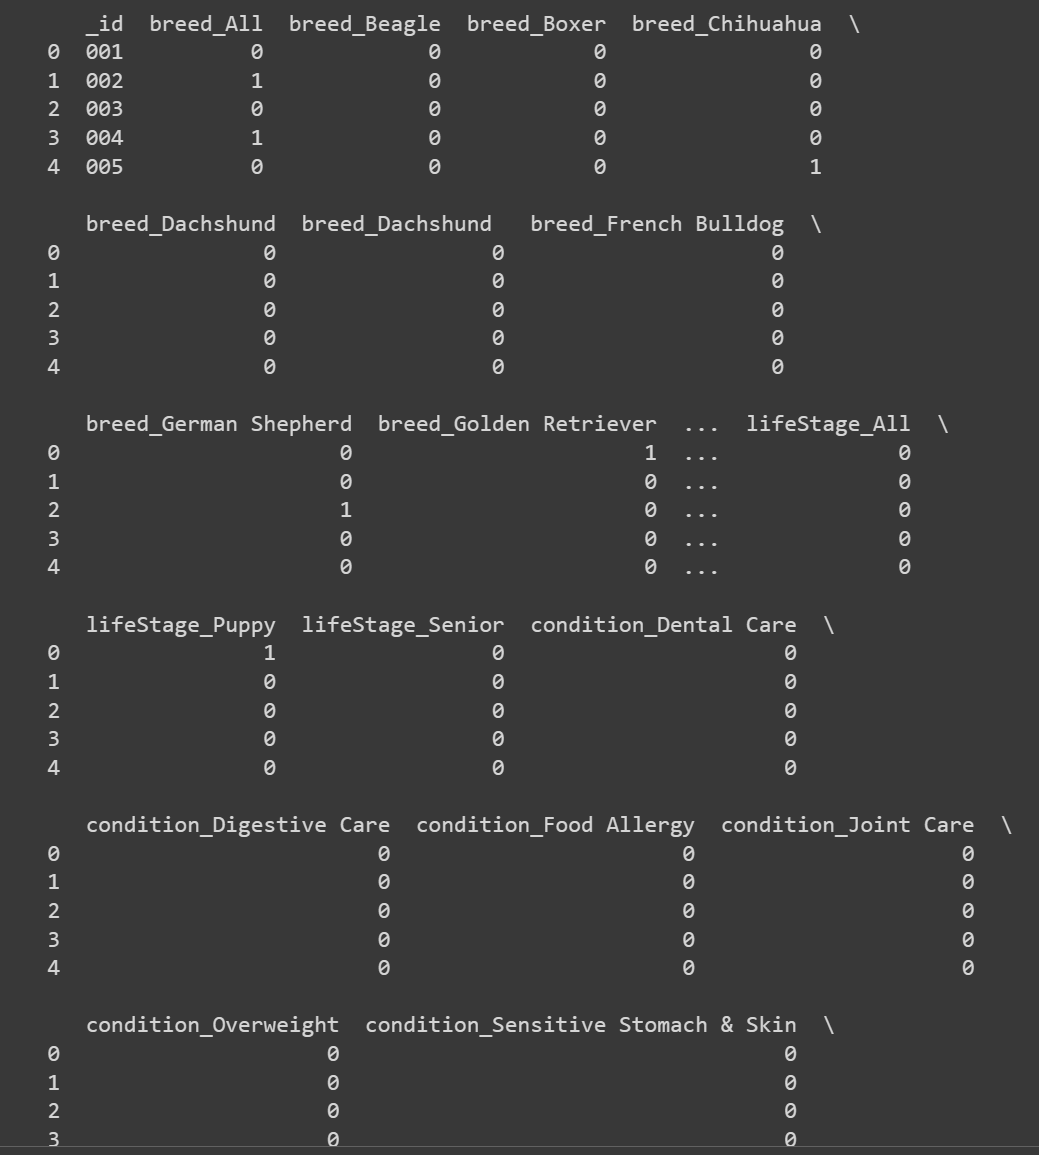 _id breed_All breed_Beagle breed_Boxer breed_Chihuahua \
0 001 0 0 0 0
1 002 1 0 0 0
2 003 0 0 0 0
3 004 1 0 0 0
4 005 0 0 0 1
breed_Dachshund breed_Dachshund breed_French Bulldog \
0 0 0 0
1 0 0 0
2 0 0 0
3 0 0 0
4 0 0 0
breed_German Shepherd breed_Golden Retriever ... lifeStage_All \
0 0 1 ... 0
1 0 0 ... 0
2 1 0 ... 0
3 0 0 ... 0
4 0 0 ... 0
lifeStage_Puppy lifeStage_Senior condition_Dental Care \
0 1 0 0
1 0 0 0
2 0 0 0
3 0 0 0
4 0 0 0
condition_Digestive Care condition_Food Allergy condition_Joint Care \
0 0 0 0
1 0 0 0
2 0 0 0
3 0 0 0
4 0 0 0
condition_Overweight condition_Sensitive Stomach & Skin \
0 0 0
1 0 0
2 0 0
3 0 0